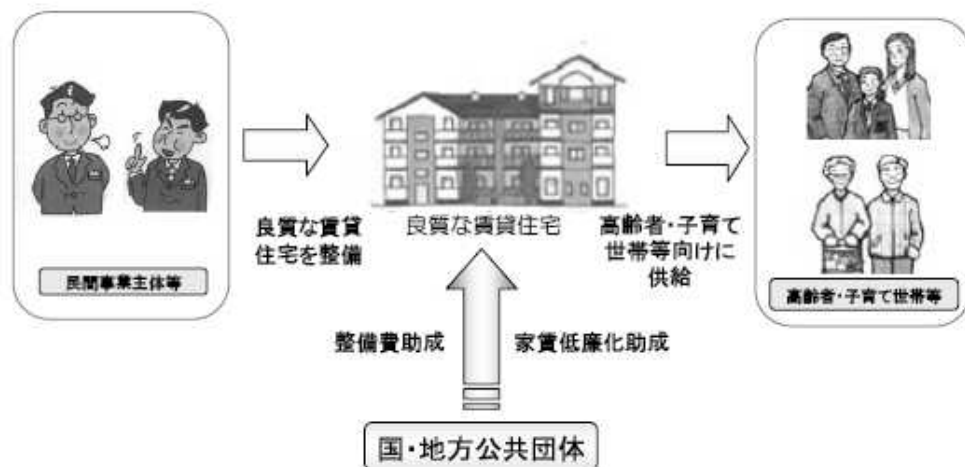 良質な賃貸
住宅を整備
民間事業主体等
良質な賃貸住宅
高齢者・子育て
世帯等向けに
供給
高齢者・子育て世帯等
整備費助成
家賃低廉化助成
国・地方公共団体